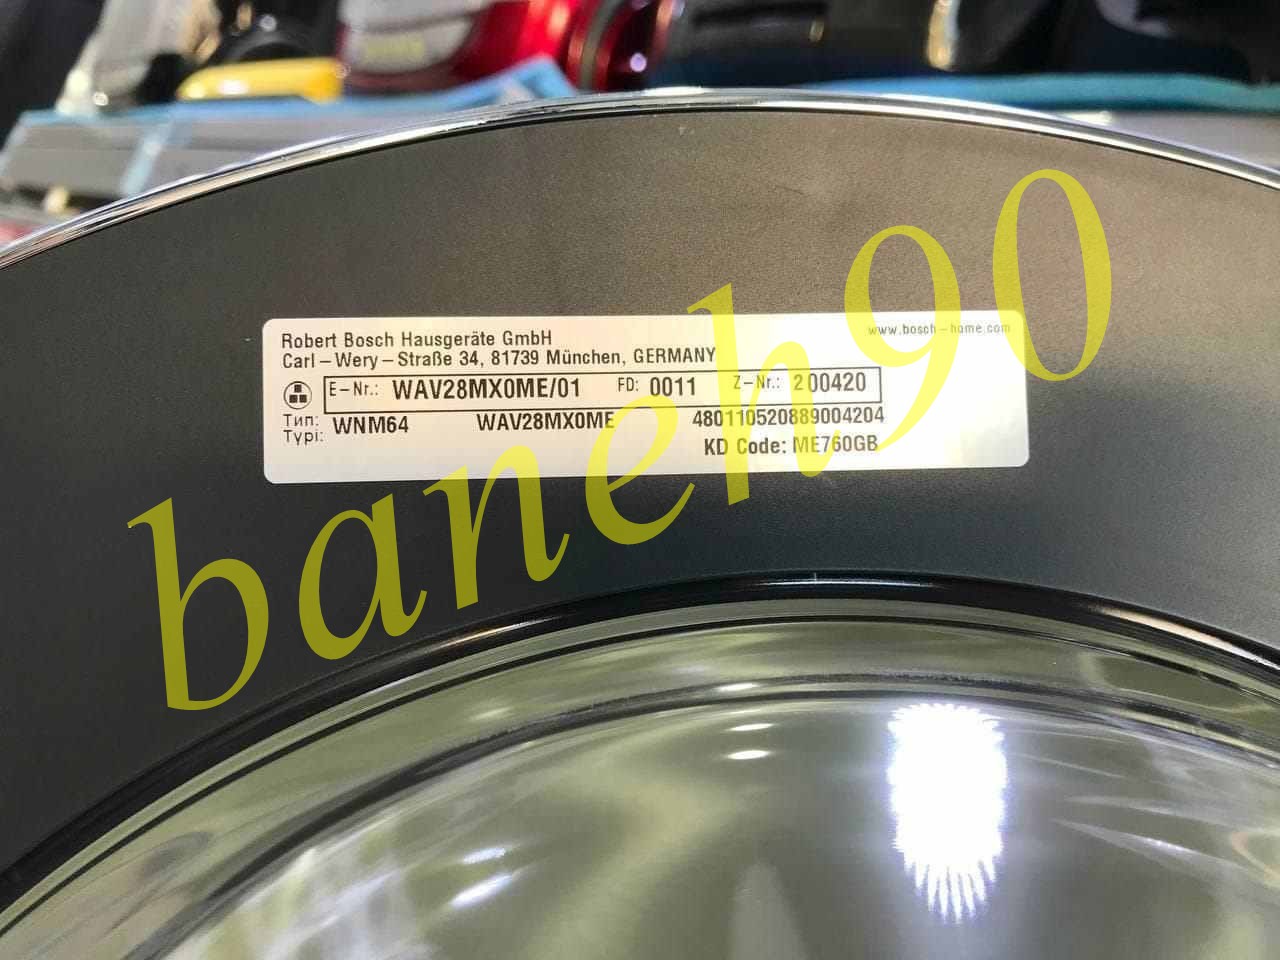 Robert Bosch Hausgeräte GmbH
www.bosch-home.com
Carl-Wery-Straße 34, 81739 München, GERMANY
E-Nr.: WAV28MX0ME/01 FD: 0011 Z-Nr.: 200420
Тип: WNM64 WAV28MX0ME 480110520889004204
Typi:
KD Code: ME760GB
baneh90